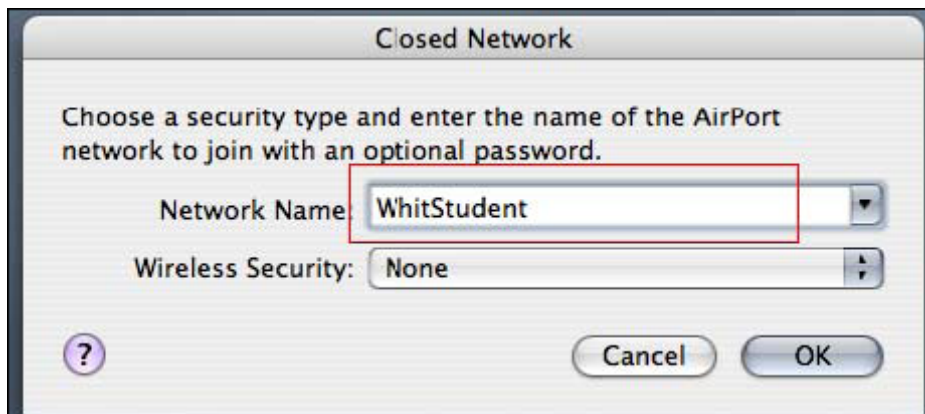 Closed Network
Choose a security type and enter the name of the AirPort
network to join with an optional password.
Network Name: WhitStudent
Wireless Security: None
? Cancel OK